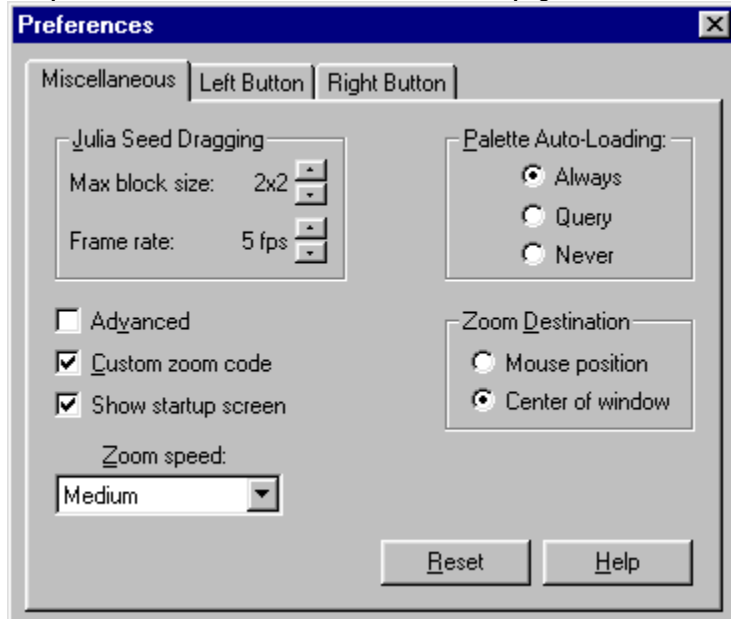 Preferences
Miscellaneous Left Button Right Button
Julia Seed Dragging
Max block size: 2x2
Frame rate: 5 fps
Palette Auto-Loading:
Always
Query
Never
Advanced
Custom zoom code
Show startup screen
Zoom Destination
Mouse position
Center of window
Zoom speed:
Medium
Reset Help